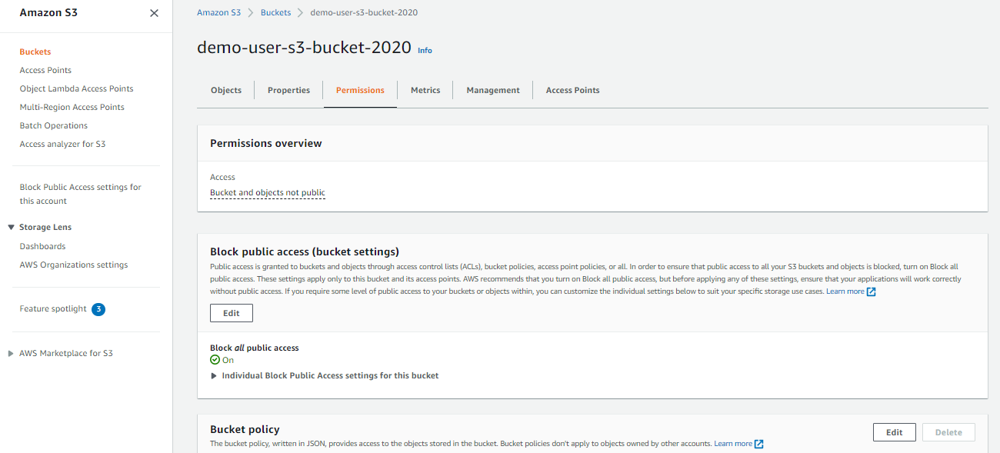 Amazon S3
Buckets
Access Points
Object Lambda Access Points
Multi-Region Access Points
Batch Operations
Access analyzer for S3
Block Public Access settings for
this account
Storage Lens
Dashboards
AWS Organizations settings
Feature spotlight 3
AWS Marketplace for S3
Amazon S3 > Buckets > demo-user-s3-bucket-2020
demo-user-s3-bucket-2020 Info
Objects Properties Permissions Metrics Management Access Points
Permissions overview
Access
Bucket and objects not public
Block public access (bucket settings)
Public access is granted to buckets and objects through access control lists (ACLs), bucket policies, access point policies, or all. In order to ensure that public access to all your S3 buckets and objects is blocked, turn on Block all
public access. These settings apply only to this bucket and its access points. AWS recommends that you turn on Block all public access, but before applying any of these settings, ensure that your applications will work correctly
without public access. If you require some level of public access to your buckets or objects within, you can customize the individual settings below to suit your specific storage use cases. Learn more
Edit
Block all public access
On
Individual Block Public Access settings for this bucket
Bucket policy
Edit Delete
The bucket policy, written in JSON, provides access to the objects stored in the bucket. Bucket policies don't apply to objects owned by other accounts. Learn more